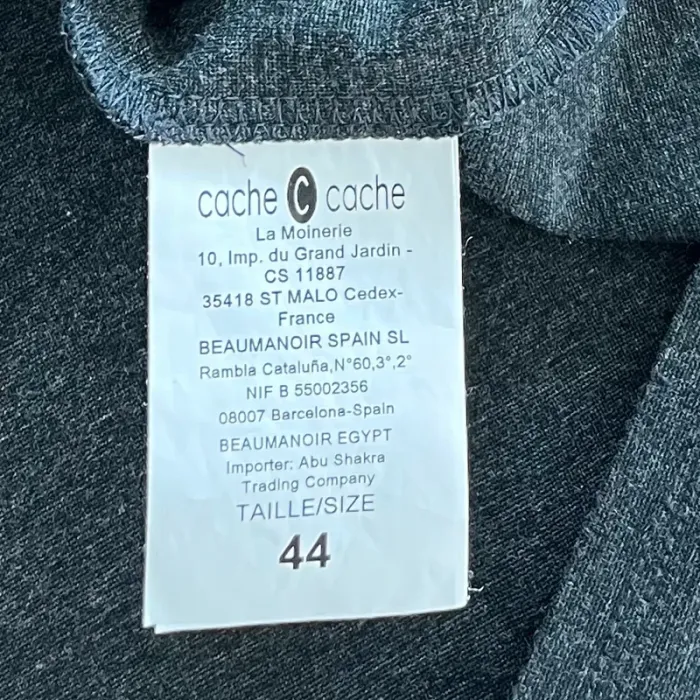 cache C cache
La Moinerie
10, Imp. du Grand Jardin -
CS 11887
35418 ST MALO Cedex-
France
BEAUMANOIR SPAIN SL
Rambla Cataluña,N°60,3°,2°
NIF B 55002356
08007 Barcelona-Spain
BEAUMANOIR EGYPT
Importer: Abu Shakra
Trading Company
TAILLE/SIZE
44